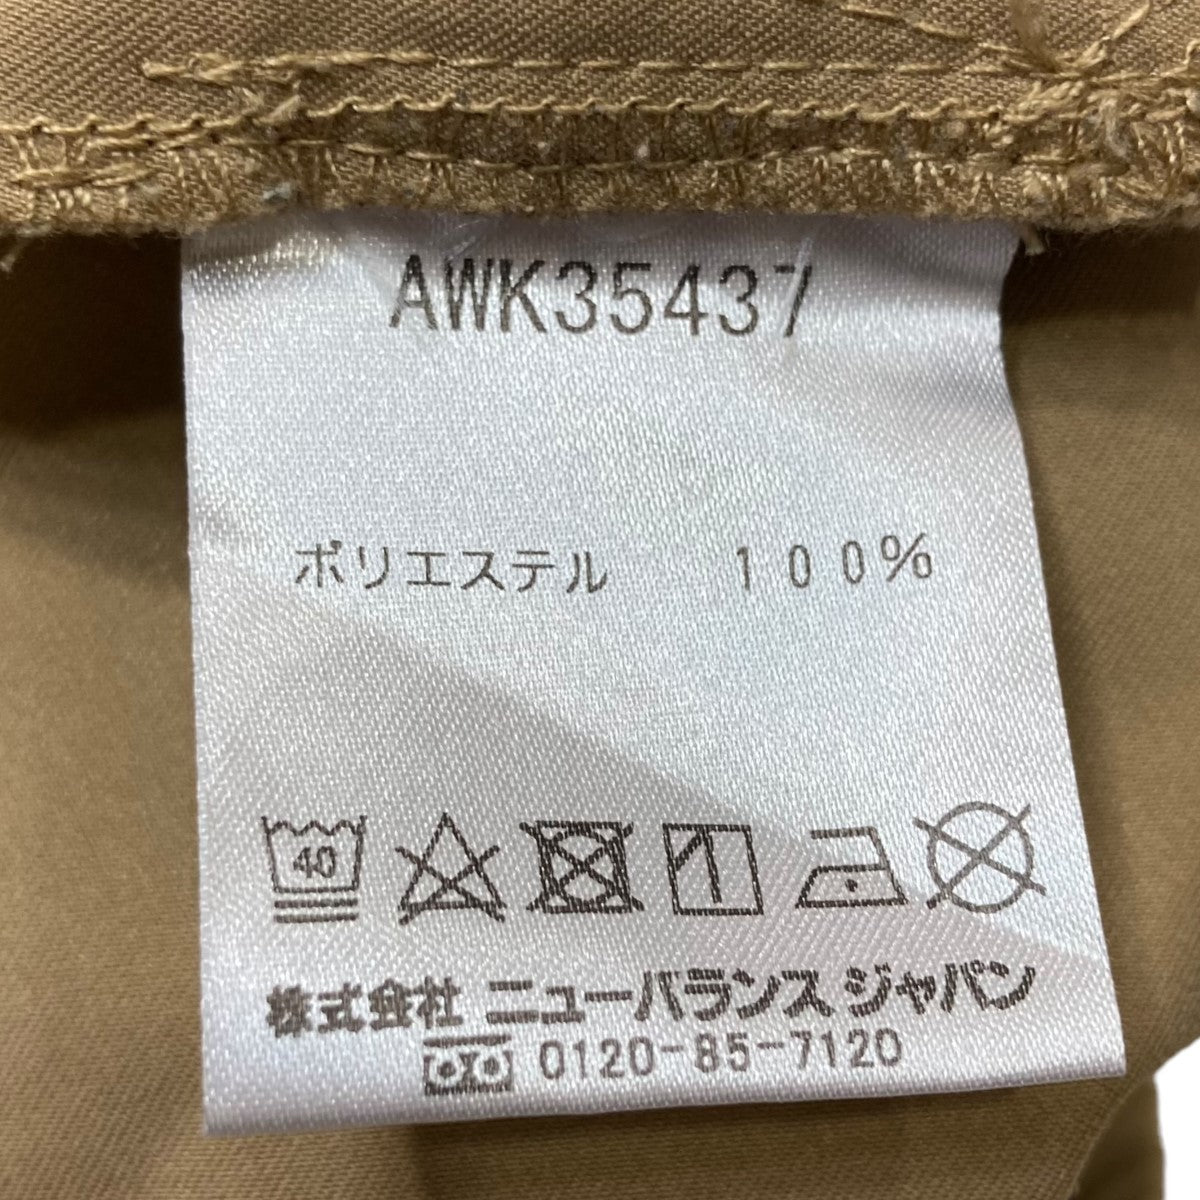 AWK35437
ポリエステル 100%
40
株式会社 ニューバランス ジャパン
0120-85-7120